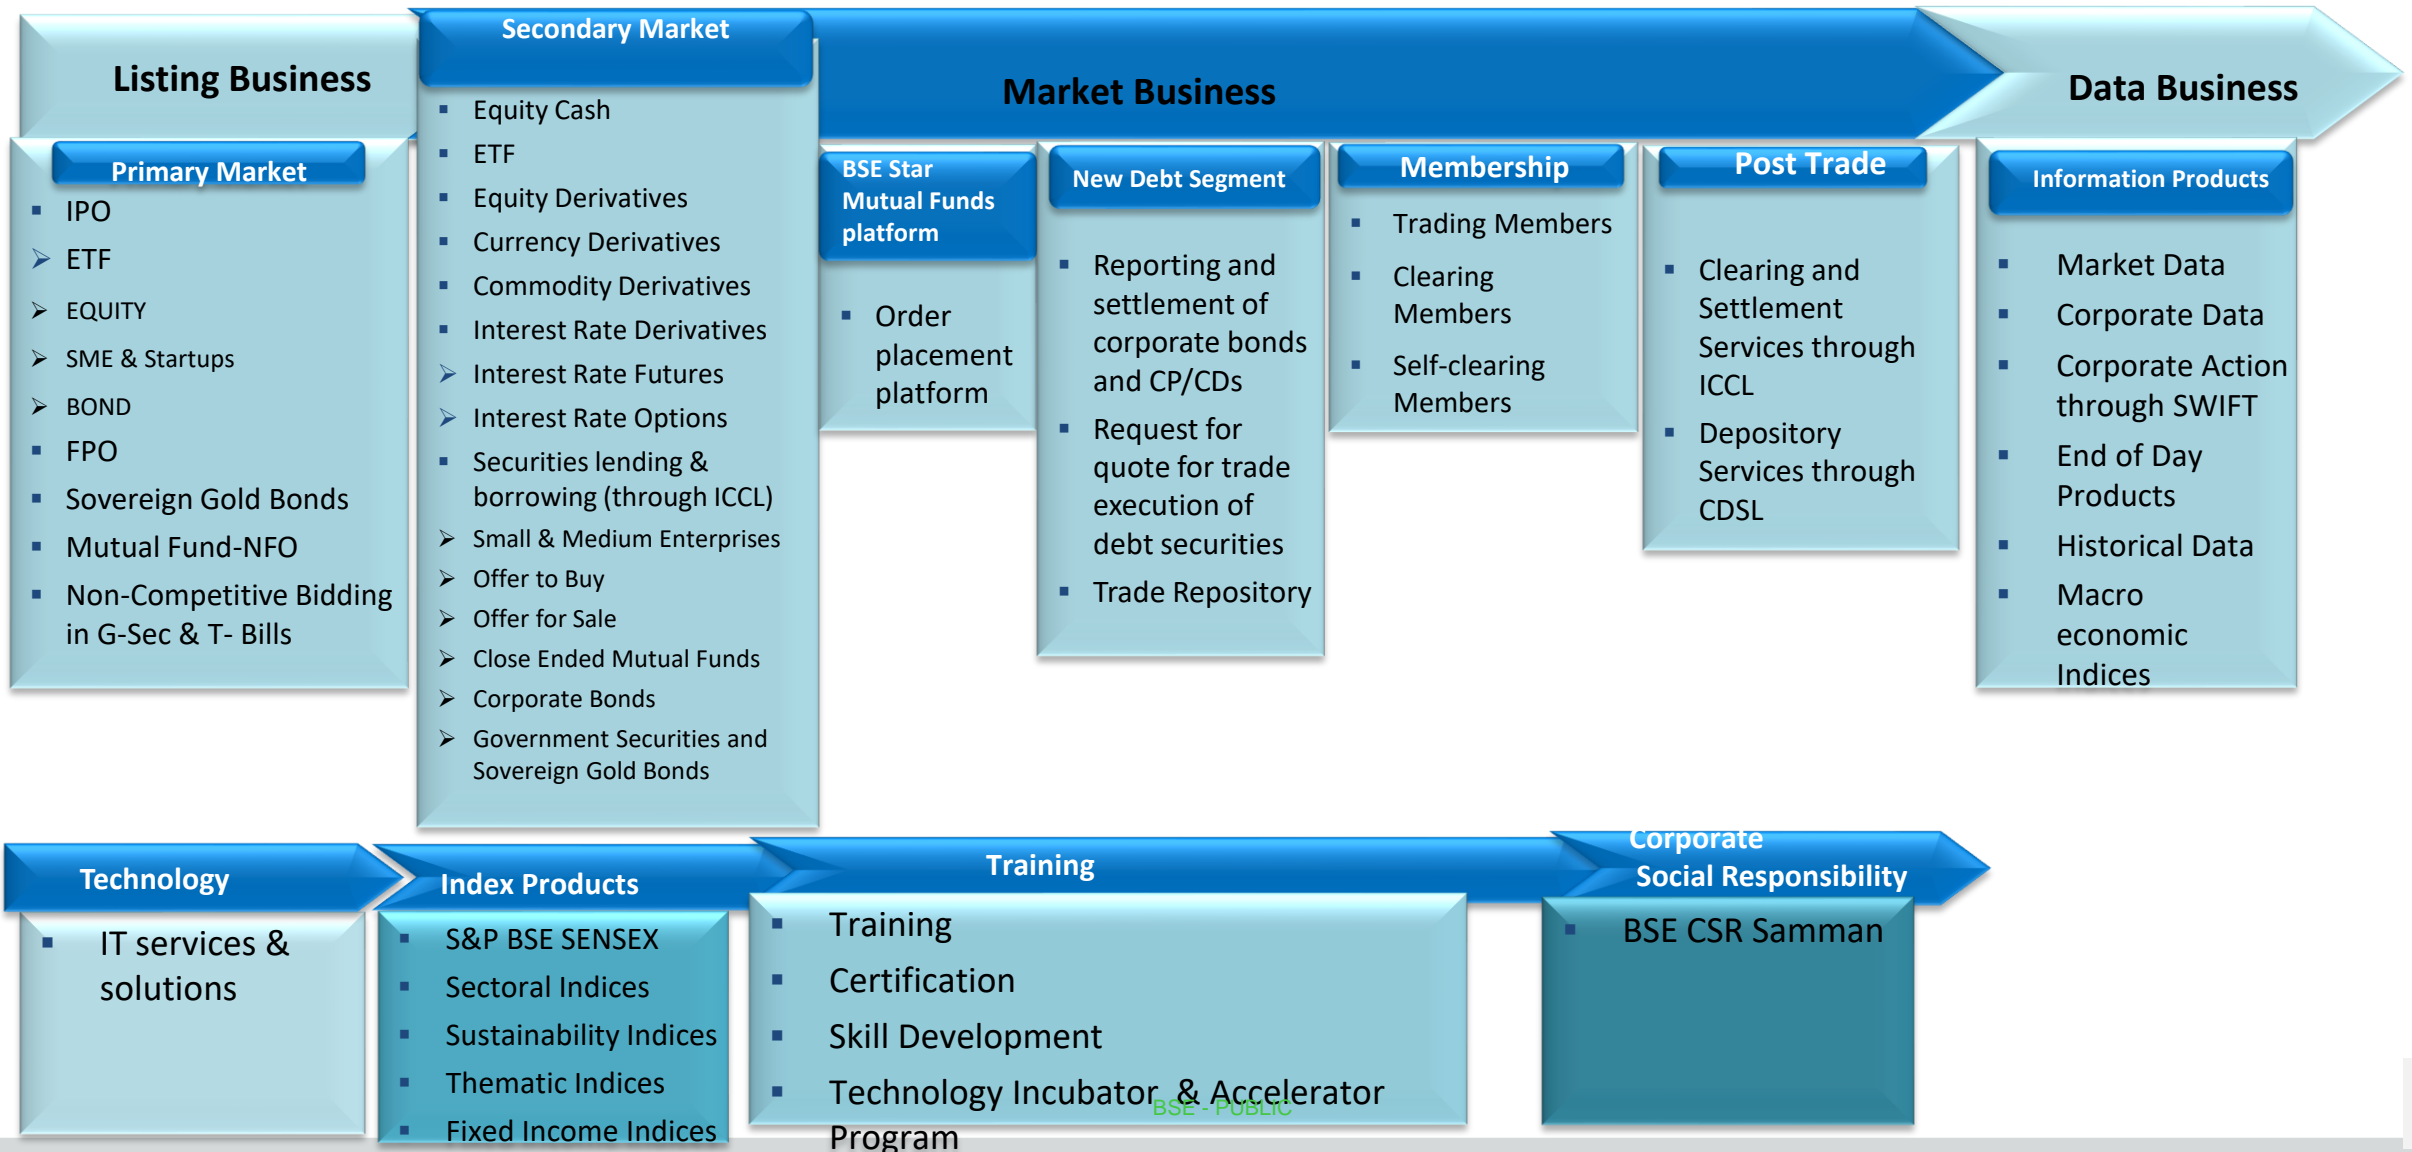 Listing Business
Market Business
Data Business
Primary Market
IPO
ETF
EQUITY
SME & Startups
BOND
FPO
Sovereign Gold Bonds
Mutual Fund-NFO
Non-Competitive Bidding
in G-Sec & T- Bills
Secondary Market
Equity Cash
ETF
Equity Derivatives
Currency Derivatives
Commodity Derivatives
Interest Rate Derivatives
Interest Rate Futures
Interest Rate Options
Securities lending &
borrowing (through ICCL)
Small & Medium Enterprises
Offer to Buy
Offer for Sale
Close Ended Mutual Funds
Corporate Bonds
Government Securities and
Sovereign Gold Bonds
BSE Star
Mutual Funds
platform
Order
placement
platform
New Debt Segment
Reporting and
settlement of
corporate bonds
and CP/CDs
Request for
quote for trade
execution of
debt securities
Trade Repository
Membership
Trading Members
Clearing
Members
Self-clearing
Members
Post Trade
Clearing and
Settlement
Services through
ICCL
Depository
Services through
CDSL
Information Products
Market Data
Corporate Data
Corporate Action
through SWIFT
End of Day
Products
Historical Data
Macro
economic
Indices
Technology
IT services &
solutions
Index Products
S&P BSE SENSEX
Sectoral Indices
Sustainability Indices
Thematic Indices
Fixed Income Indices
Training
Training
Certification
Skill Development
Technology Incubator & Accelerator
Program
Corporate
Social Responsibility
BSE CSR Samman
BSE - PUBLIC